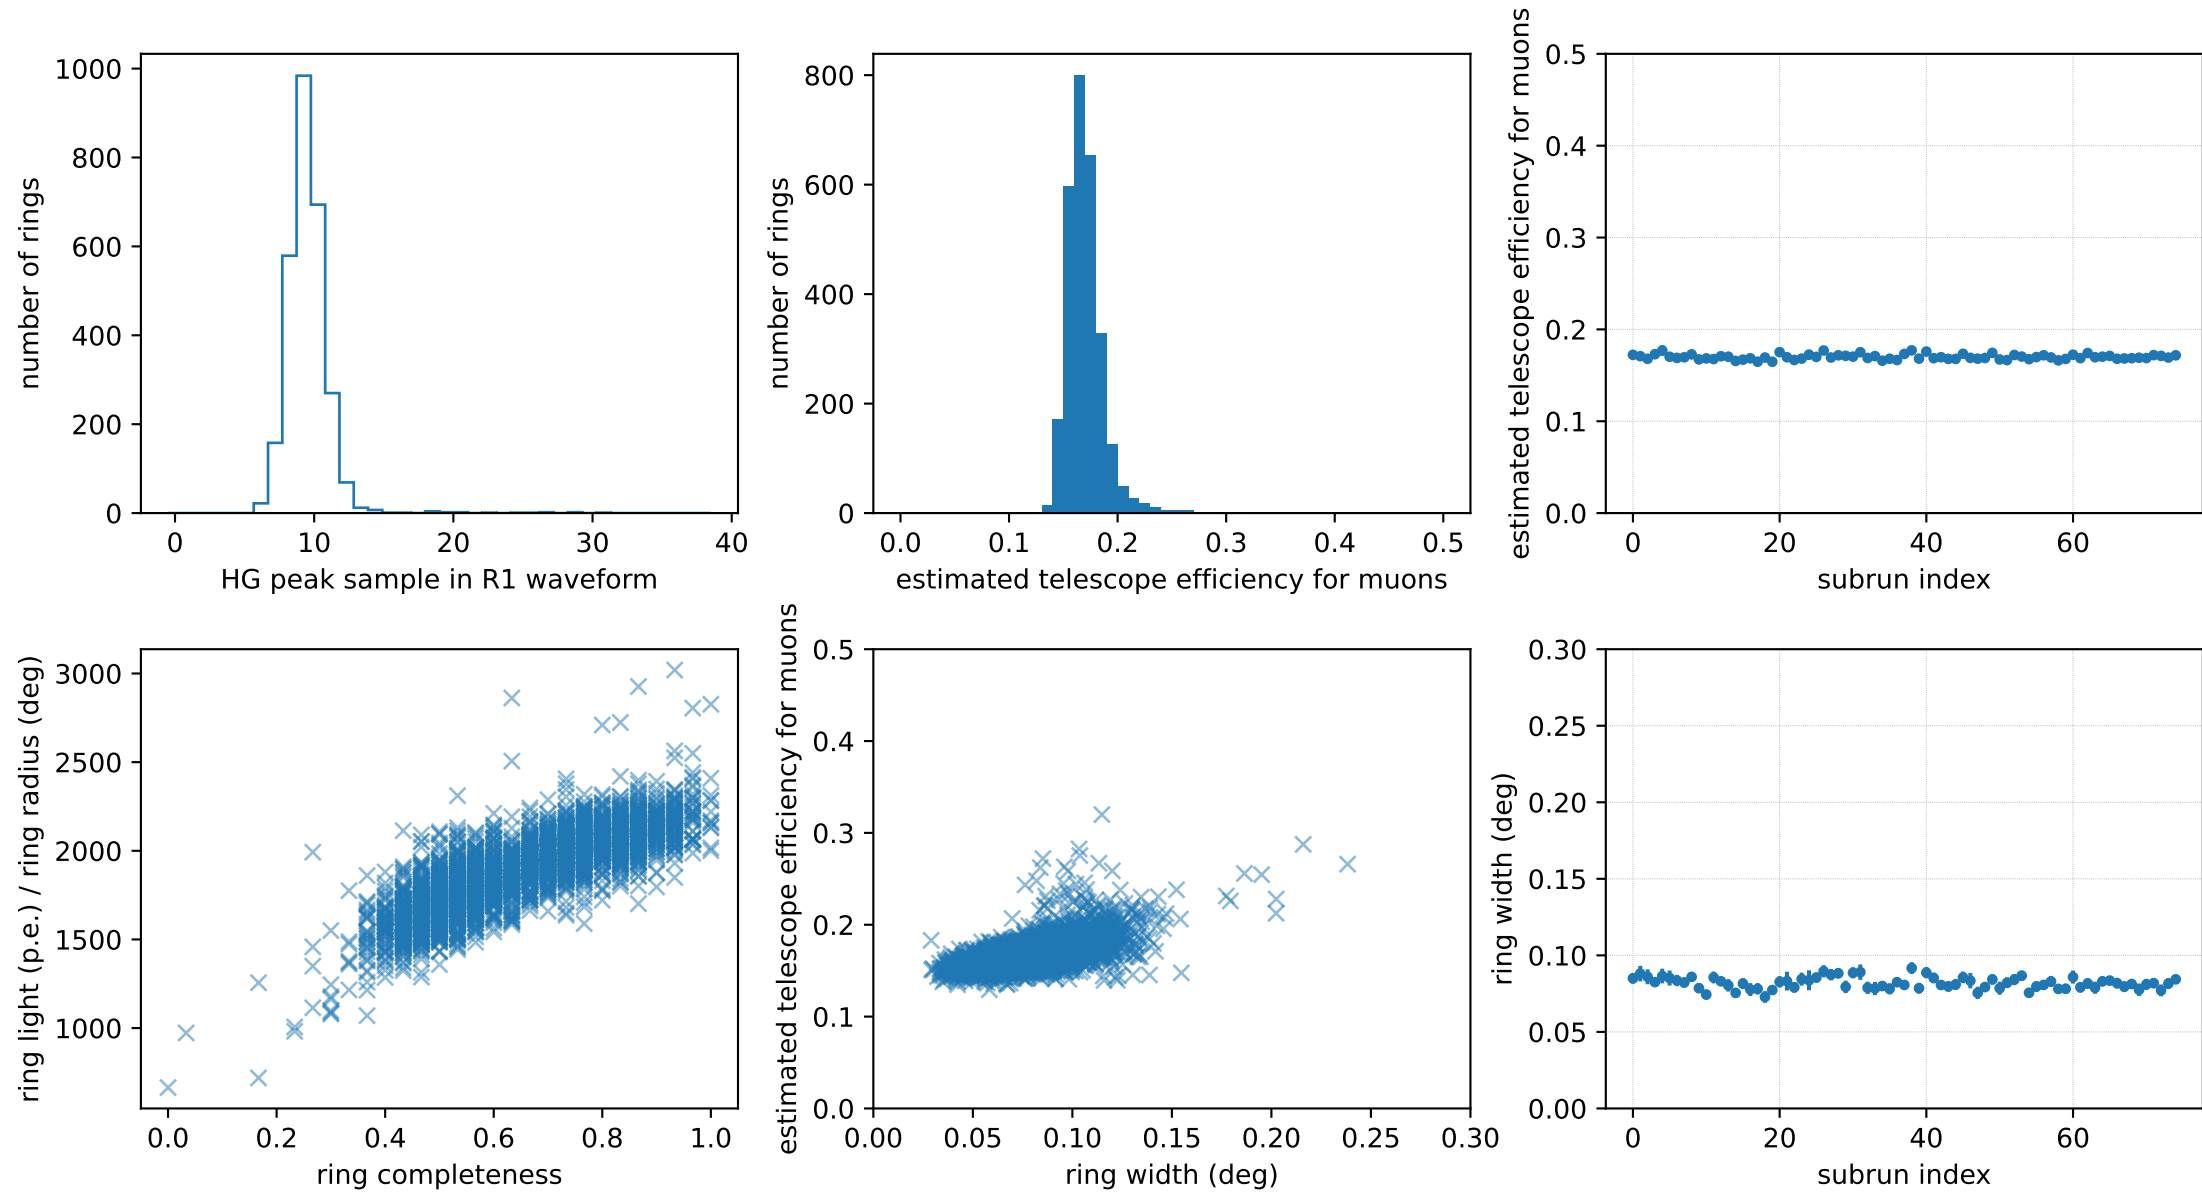 1000
800
600
400
200
0
number of rings
0 10 20 30 40
HG peak sample in R1 waveform
800
600
400
200
0
number of rings
0.0 0.1 0.2 0.3 0.4 0.5
estimated telescope efficiency for muons
0.5
0.4
0.3
0.2
0.1
0.0
estimated telescope efficiency for muons
0 20 40 60
subrun index
3000
2500
2000
1500
1000
ring light (p.e.) / ring radius (deg)
0.0 0.2 0.4 0.6 0.8 1.0
ring completeness
0.5
0.4
0.3
0.2
0.1
0.0
estimated telescope efficiency for muons
0.00 0.05 0.10 0.15 0.20 0.25 0.30
ring width (deg)
0.30
0.25
0.20
0.15
0.10
0.05
0.00
ring width (deg)
0 20 40 60
subrun index